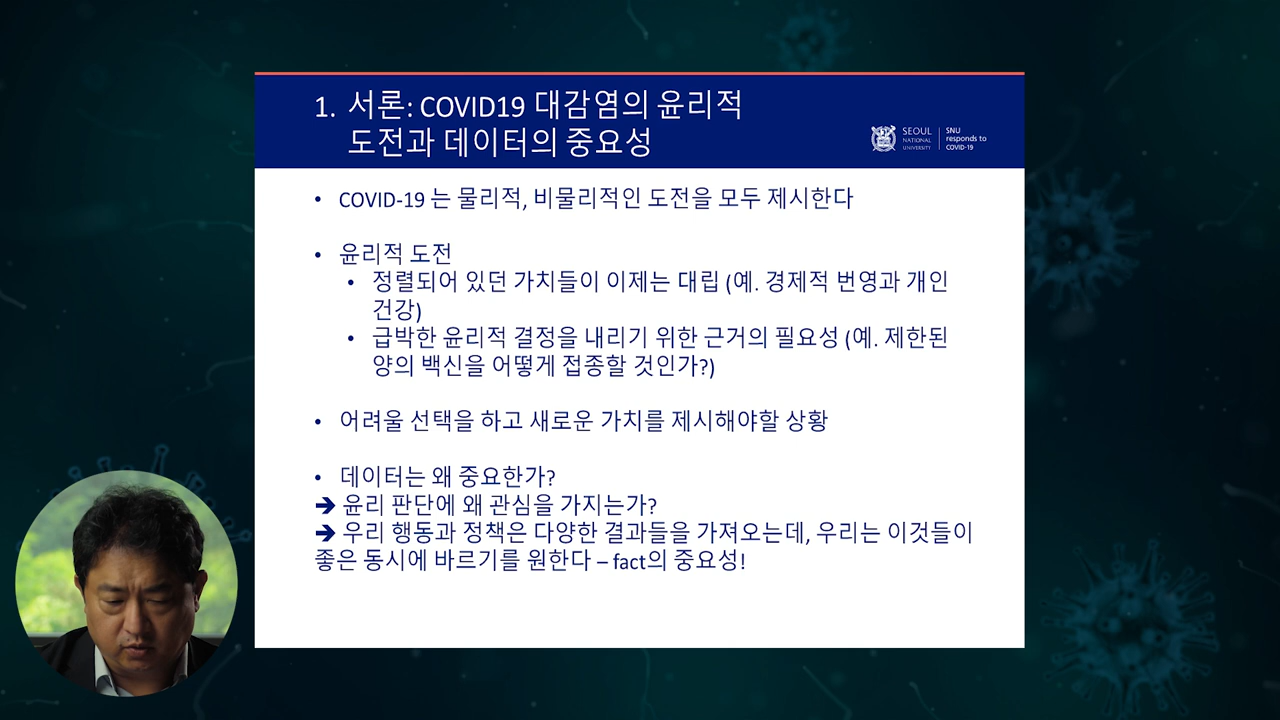 1. 서론: COVID19 대감염의 윤리적
도전과 데이터의 중요성
SEOUL
NATIONAL
UNIVERSITY
SNU
responds to
COVID-19
• COVID-19 는 물리적, 비물리적인 도전을 모두 제시한다
• 윤리적 도전
• 정렬되어 있던 가치들이 이제는 대립 (예. 경제적 번영과 개인
건강)
• 급박한 윤리적 결정을 내리기 위한 근거의 필요성 (예. 제한된
양의 백신을 어떻게 접종할 것인가?)
• 어려울 선택을 하고 새로운 가치를 제시해야할 상황
• 데이터는 왜 중요한가?
➔ 윤리 판단에 왜 관심을 가지는가?
➔ 우리 행동과 정책은 다양한 결과들을 가져오는데, 우리는 이것들이
좋은 동시에 바르기를 원한다 – fact의 중요성!